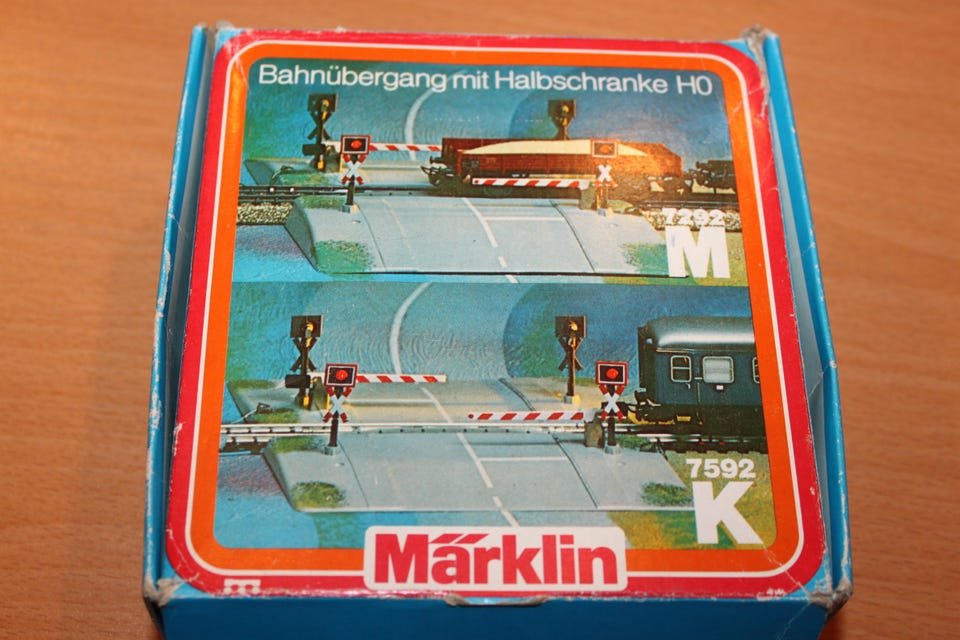 Bahnübergang mit Halbschranke H0
7292
M
7592
K
Märklin